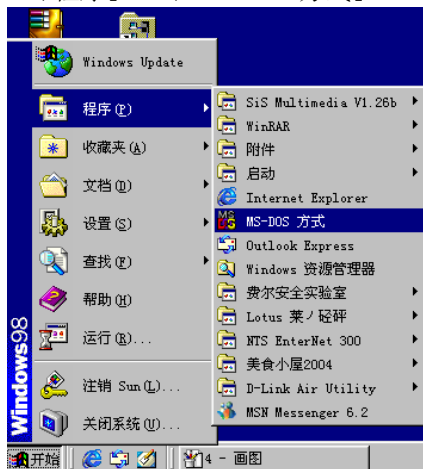 Windows Update
程序(P)
收藏夹(A)
文档(D)
设置(S)
查找(F)
帮助(H)
运行(R)...
注销 Sun(L)...
关闭系统(U)...
Windows98
SiS Multimedia V1.26b
WinRAR
附件
启动
Internet Explorer
MS-DOS 方式
Outlook Express
Windows 资源管理器
费尔安全实验室
Lotus 莱ノ砭砰
NTS EnterNet 300
美食小屋2004
D-Link Air Utility
MSN Messenger 6.2
开始
4 - 画图